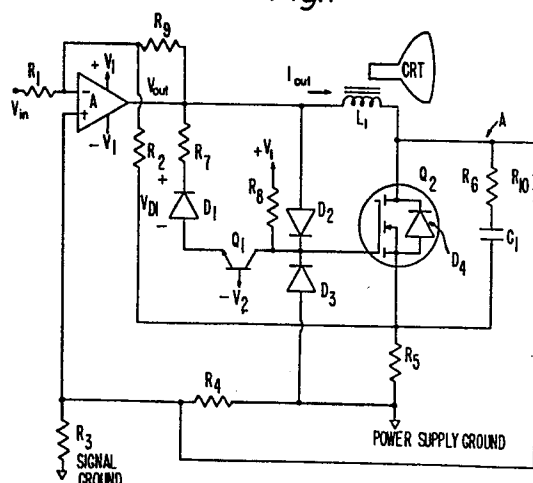 R9
+V1
R1
Vin
-
A
+
-V1
Vout
Iout
L1
CRT
A
R2
R7
+
VD1
-
D1
+V1
R8
D2
Q2
R6
R10
C1
D4
Q1
-V2
D3
R5
R4
R3
SIGNAL
GROUND
POWER SUPPLY GROUND